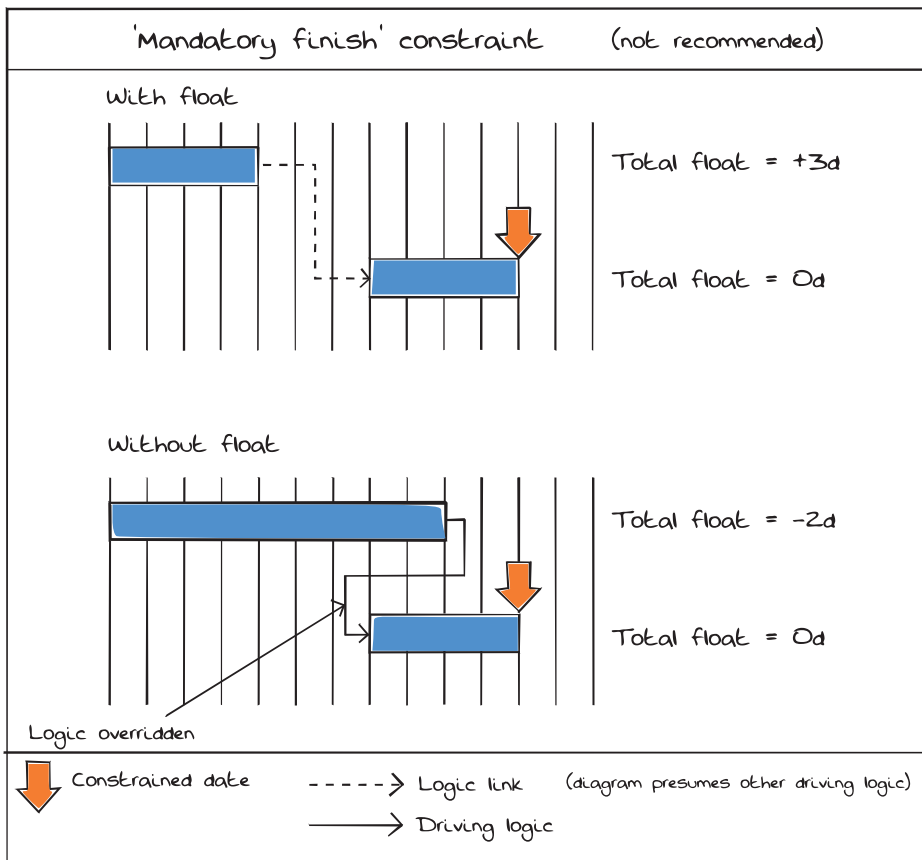 'Mandatory finish' constraint (not recommended)
With float
Total float = +3d
Total float = 0d
Without float
Total float = -2d
Total float = 0d
Logic overridden
Constrained date
Logic link (diagram presumes other driving logic)
Driving logic